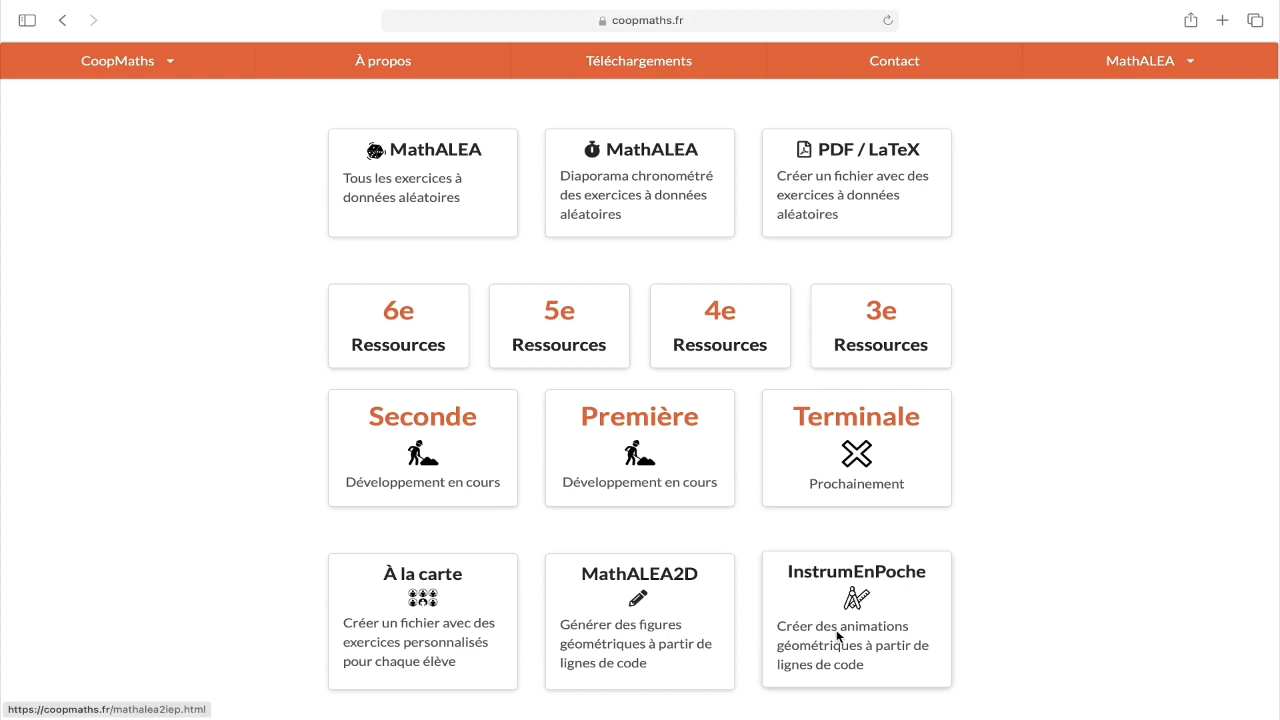 coopmaths.fr
CoopMaths
À propos
Téléchargements
Contact
MathALEA
MathALEA
Tous les exercices à
données aléatoires
MathALEA
Diaporama chronométré
des exercices à données
aléatoires
PDF / LaTeX
Créer un fichier avec des
exercices à données
aléatoires
6e
Ressources
5e
Ressources
4e
Ressources
3e
Ressources
Seconde
Développement en cours
Première
Développement en cours
Terminale
Prochainement
À la carte
Créer un fichier avec des
exercices personnalisés
pour chaque élève
MathALEA2D
Générer des figures
géométriques à partir de
lignes de code
InstrumEnPoche
Créer des animations
géométriques à partir de
lignes de code
https://coopmaths.fr/mathalea2iep.html